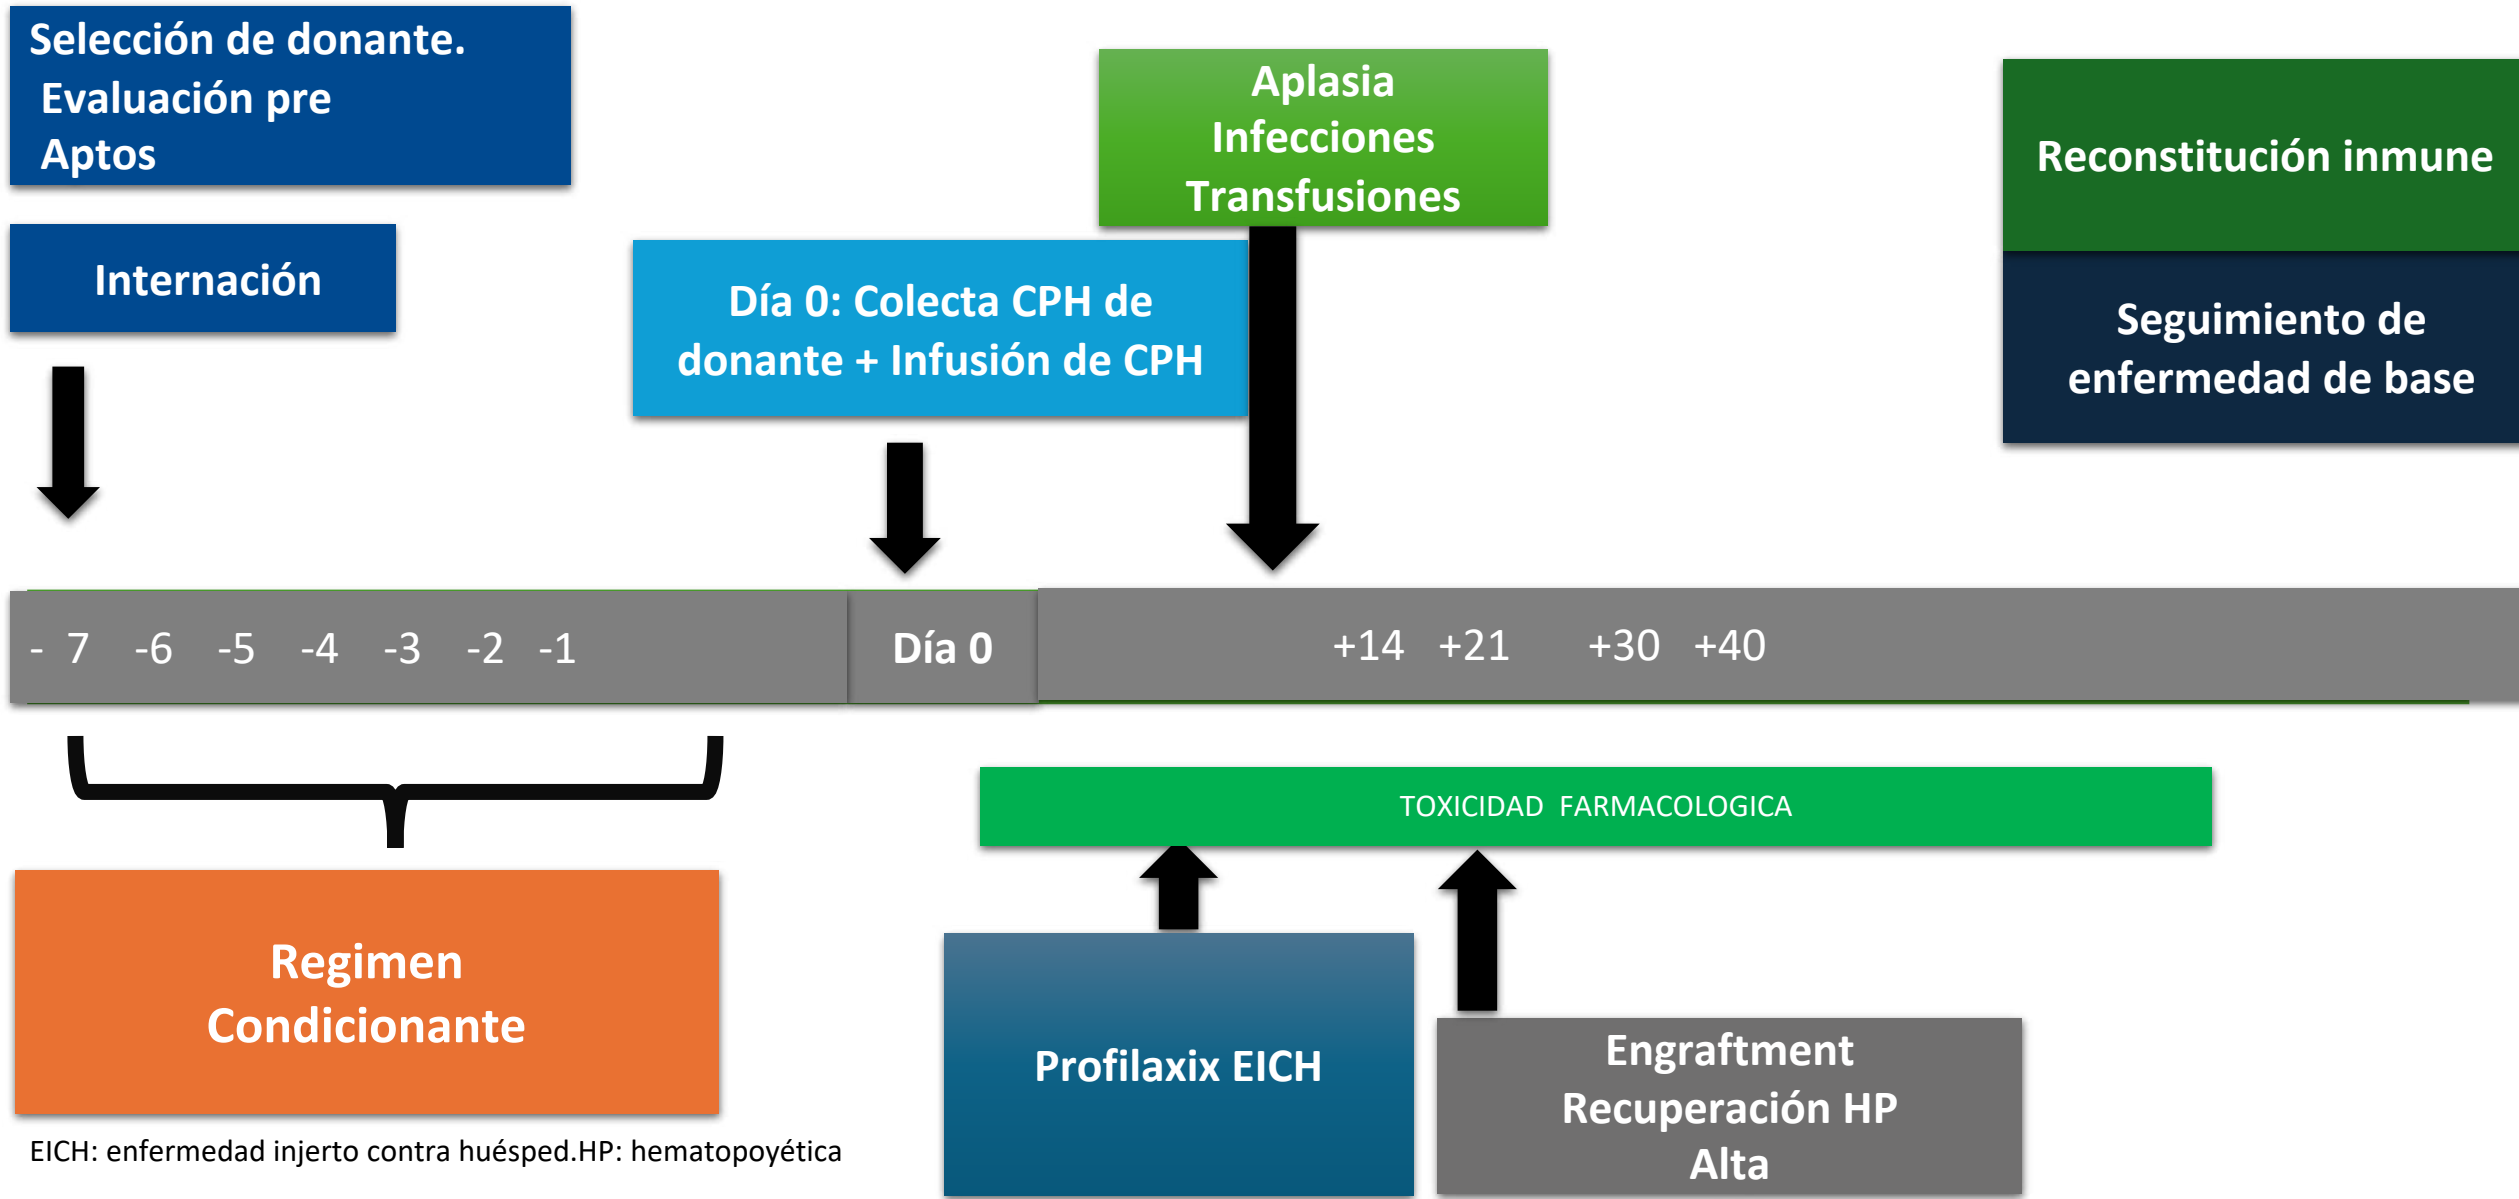 Selección de donante.
Evaluación pre
Aptos
Internación
Día 0: Colecta CPH de
donante + Infusión de CPH
Aplasia
Infecciones
Transfusiones
Reconstitución inmune
Seguimiento de
enfermedad de base
- 7 -6 -5 -4 -3 -2 -1
Día 0
+14 +21 +30 +40
TOXICIDAD FARMACOLOGICA
Regimen
Condicionante
Profilaxix EICH
Engraftment
Recuperación HP
Alta
EICH: enfermedad injerto contra huésped.HP: hematopoyética